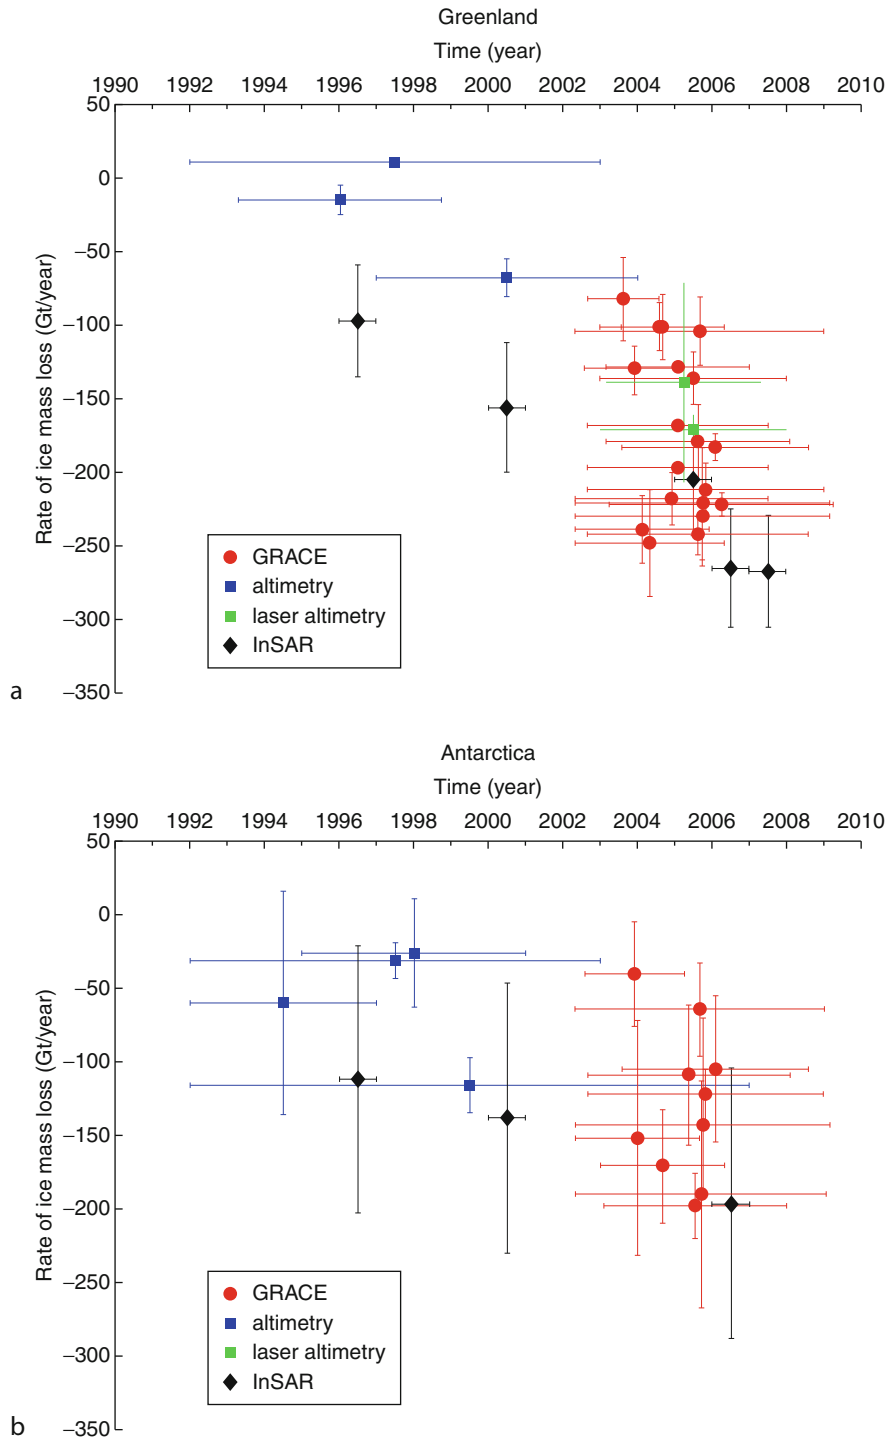 Greenland
Time (year)
1990 1992 1994 1996 1998 2000 2002 2004 2006 2008 2010
50
0
−50
−100
−150
−200
−250
−300
−350
Rate of ice mass loss (Gt/year)
GRACE
altimetry
laser altimetry
InSAR
a
Antarctica
Time (year)
1990 1992 1994 1996 1998 2000 2002 2004 2006 2008 2010
50
0
−50
−100
−150
−200
−250
−300
−350
Rate of ice mass loss (Gt/year)
GRACE
altimetry
laser altimetry
InSAR
b